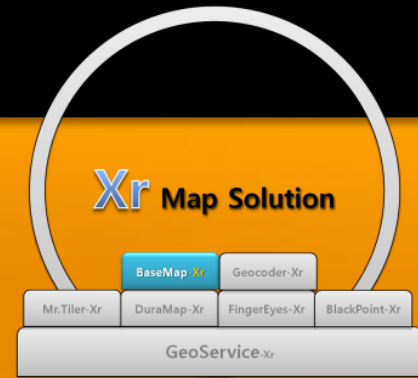 Xr Map Solution
BaseMap-Xr Geocoder-Xr
Mr.Tiler-Xr DuraMap-Xr FingerEyes-Xr BlackPoint-Xr
GeoService-Xr